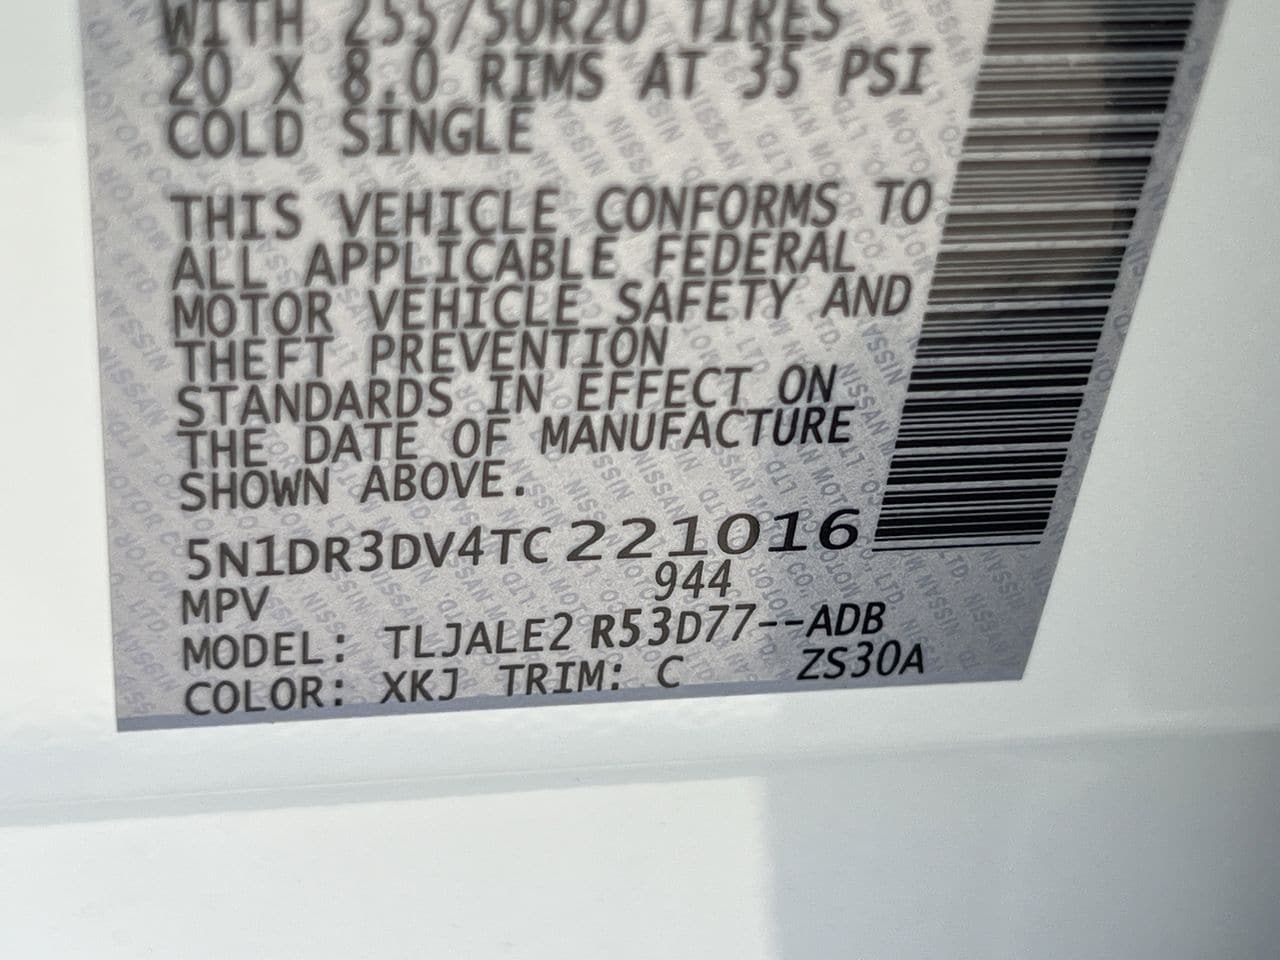 WITH 255/50R20 TIRES
20 X 8.0 RIMS AT 35 PSI
COLD SINGLE
THIS VEHICLE CONFORMS TO
ALL APPLICABLE FEDERAL
MOTOR VEHICLE SAFETY AND
THEFT PREVENTION
STANDARDS IN EFFECT ON
THE DATE OF MANUFACTURE
SHOWN ABOVE.
5N1DR3DV4TC221016
MPV 944
MODEL: TLJALE2 R53D77--ADB
COLOR: XKJ TRIM: C ZS30A